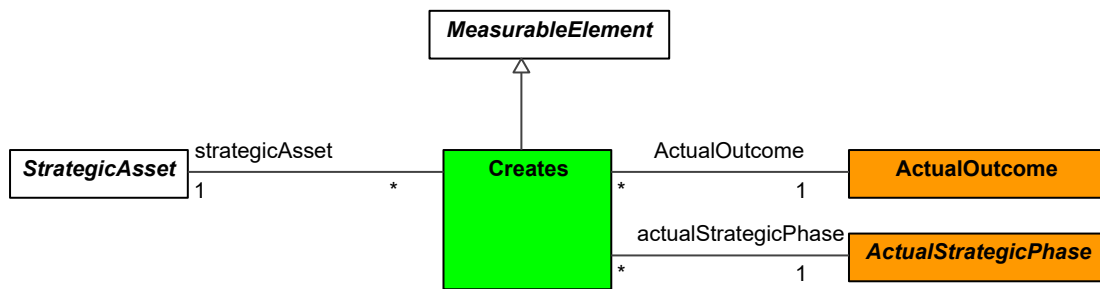 MeasurableElement
strategicAsset
ActualOutcome
StrategicAsset
Creates
ActualOutcome
1
*
*
1
actualStrategicPhase
ActualStrategicPhase
*
1